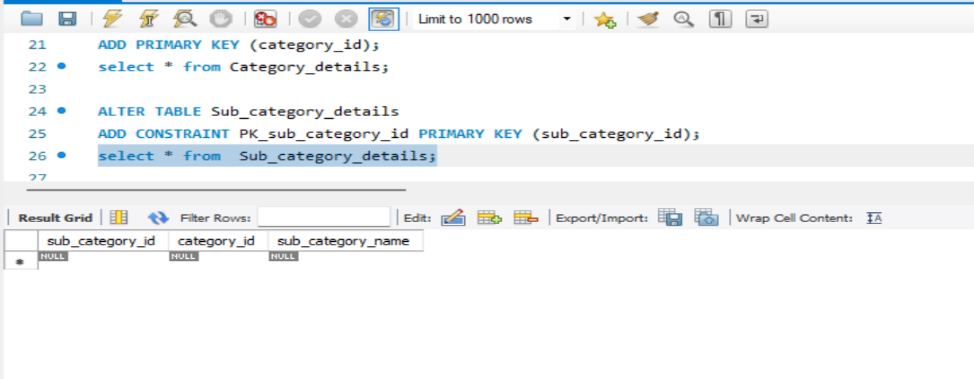 Limit to 1000 rows
21 ADD PRIMARY KEY (category_id);
22 select * from Category_details;
23
24 ALTER TABLE Sub_category_details
25 ADD CONSTRAINT PK_sub_category_id PRIMARY KEY (sub_category_id);
26 select * from  Sub_category_details;
27
Result Grid Filter Rows: Edit: Export/Import: Wrap Cell Content: IA
sub_category_id category_id sub_category_name
* NULL NULL NULL